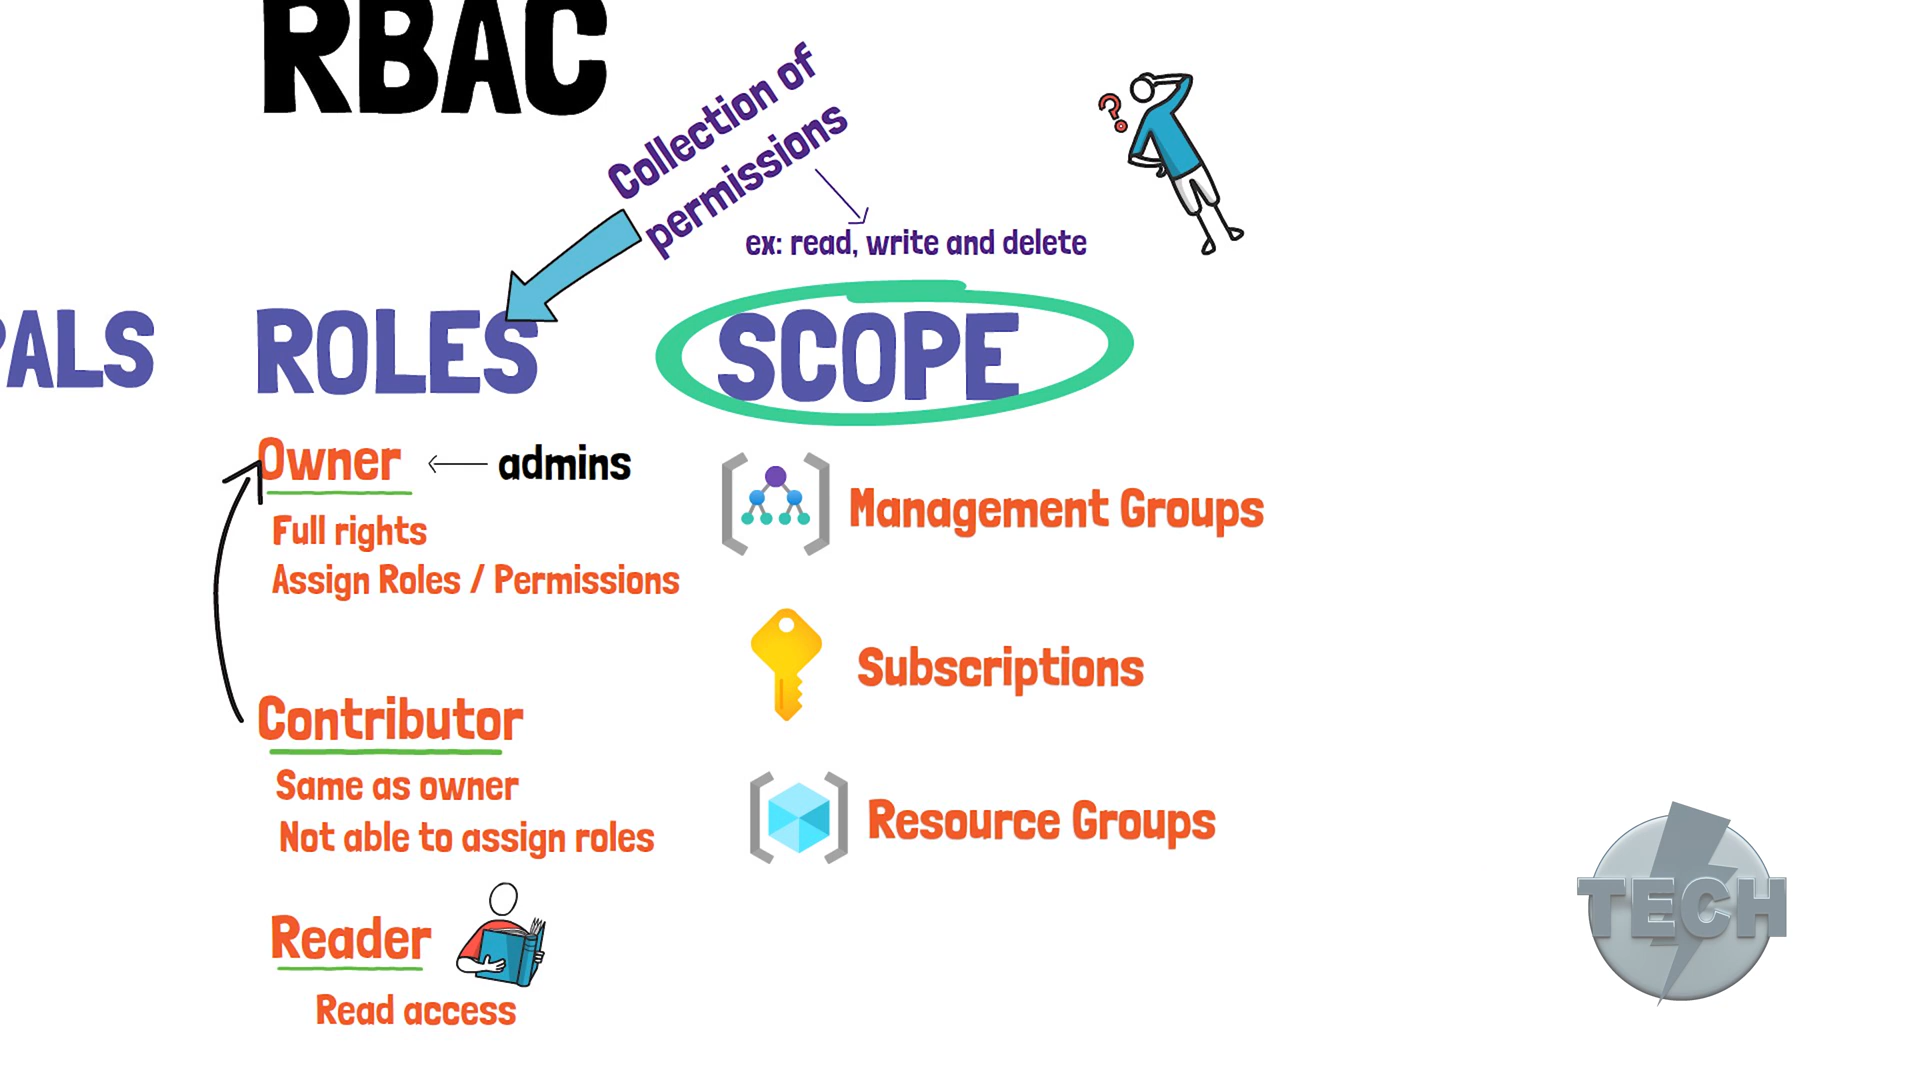 RBAC
Collection of
permissions
ex: read, write and delete
?
PALS
ROLES
SCOPE
Owner
admins
Full rights
Assign Roles / Permissions
Contributor
Same as owner
Not able to assign roles
Reader
Read access
Management Groups
Subscriptions
Resource Groups
TECH